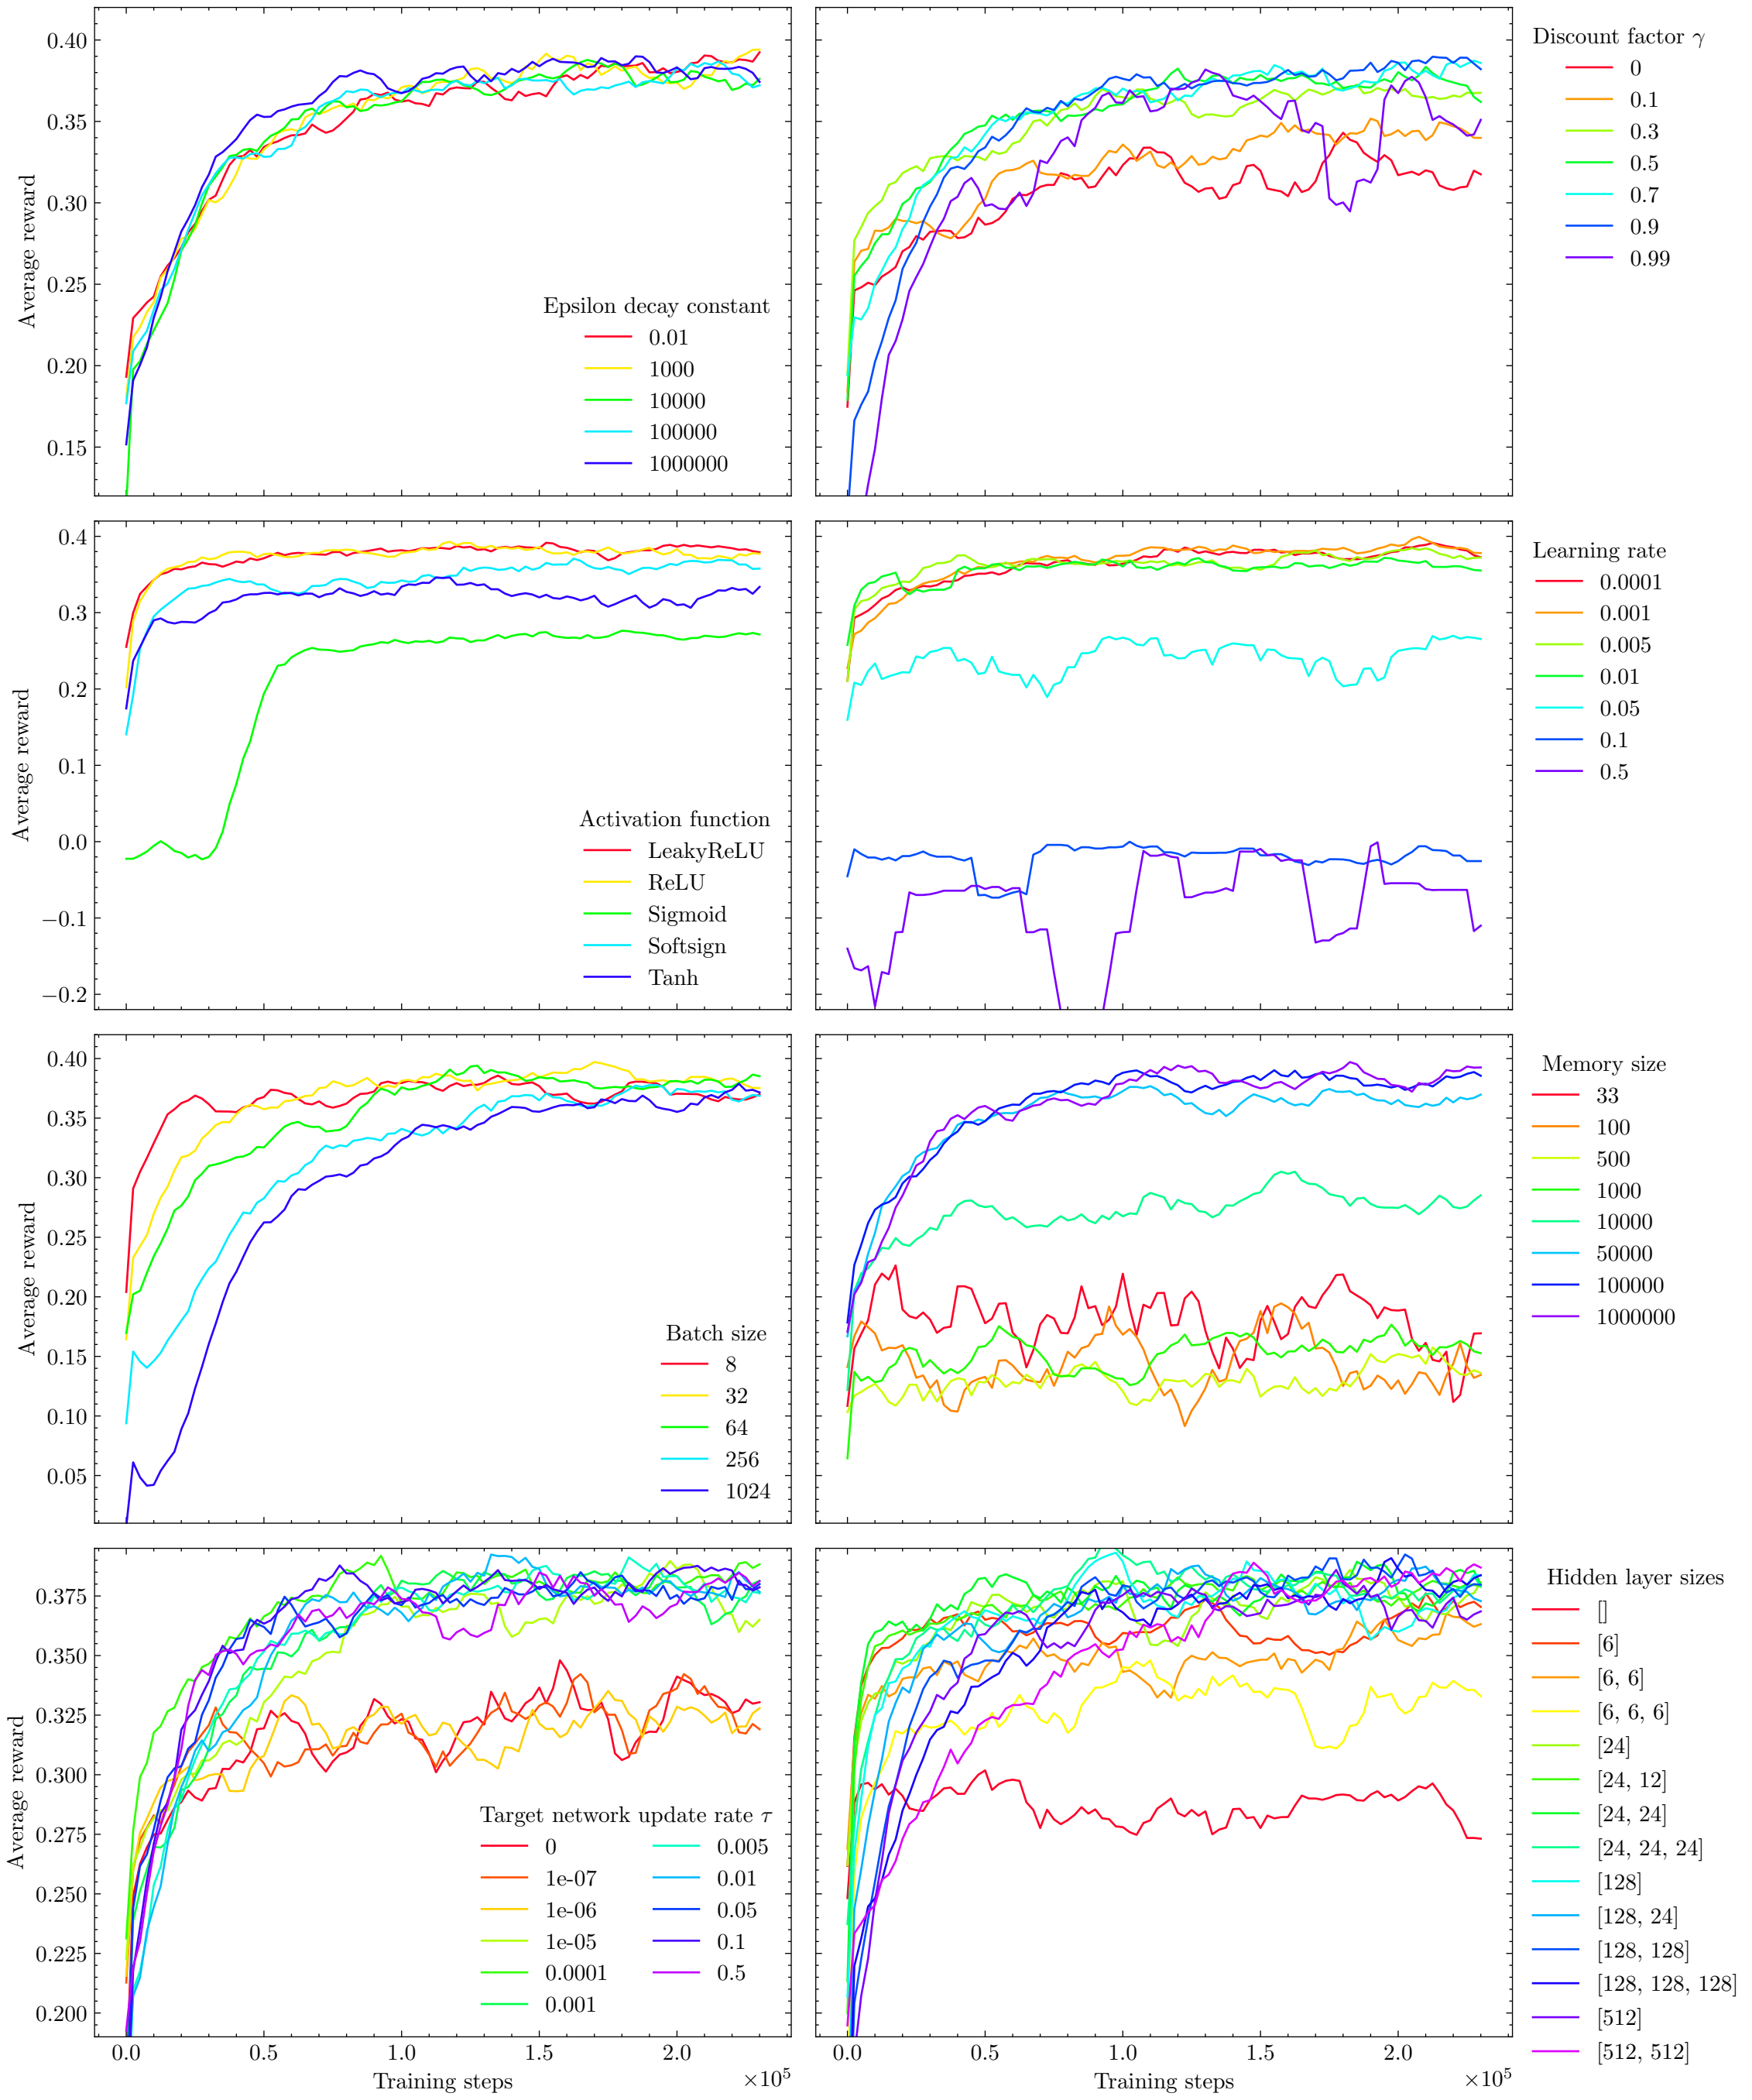 Average reward
0.40
0.35
0.30
0.25
0.20
0.15
Epsilon decay constant
0.01
1000
10000
100000
1000000
Discount factor γ
0
0.1
0.3
0.5
0.7
0.9
0.99
Average reward
0.4
0.3
0.2
0.1
0.0
−0.1
−0.2
Activation function
LeakyReLU
ReLU
Sigmoid
Softsign
Tanh
Learning rate
0.0001
0.001
0.005
0.01
0.05
0.1
0.5
Average reward
0.40
0.35
0.30
0.25
0.20
0.15
0.10
0.05
Batch size
8
32
64
256
1024
Memory size
33
100
500
1000
10000
50000
100000
1000000
Average reward
0.375
0.350
0.325
0.300
0.275
0.250
0.225
0.200
Target network update rate τ
0 0.005
1e-07 0.01
1e-06 0.05
1e-05 0.1
0.0001 0.5
0.001
0.0 0.5 1.0 1.5 2.0
Training steps ×10⁵
Hidden layer sizes
[]
[6]
[6, 6]
[6, 6, 6]
[24]
[24, 12]
[24, 24]
[24, 24, 24]
[128]
[128, 24]
[128, 128]
[128, 128, 128]
[512]
[512, 512]
0.0 0.5 1.0 1.5 2.0
Training steps ×10⁵